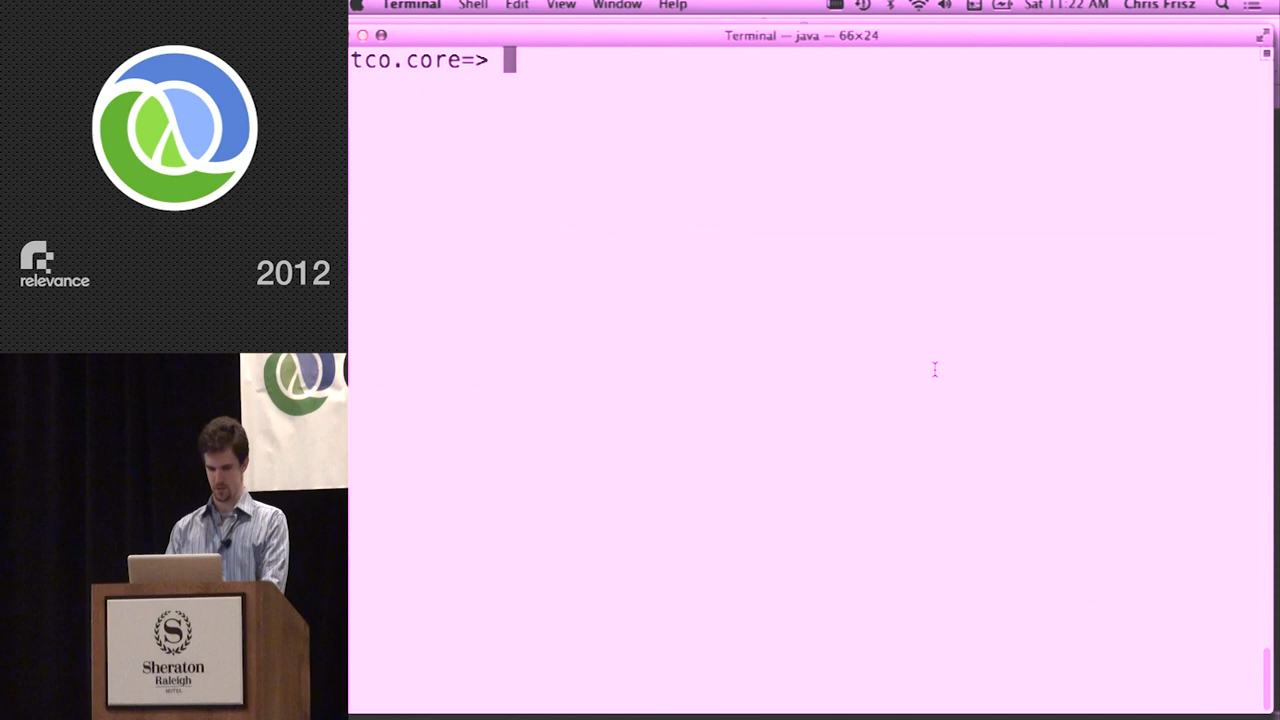 Terminal Shell Edit View Window Help Sat 11:22 AM Chris Frisz
Terminal — java — 66×24
tco.core=>
relevance
2012
S
Sheraton
Raleigh
HOTEL